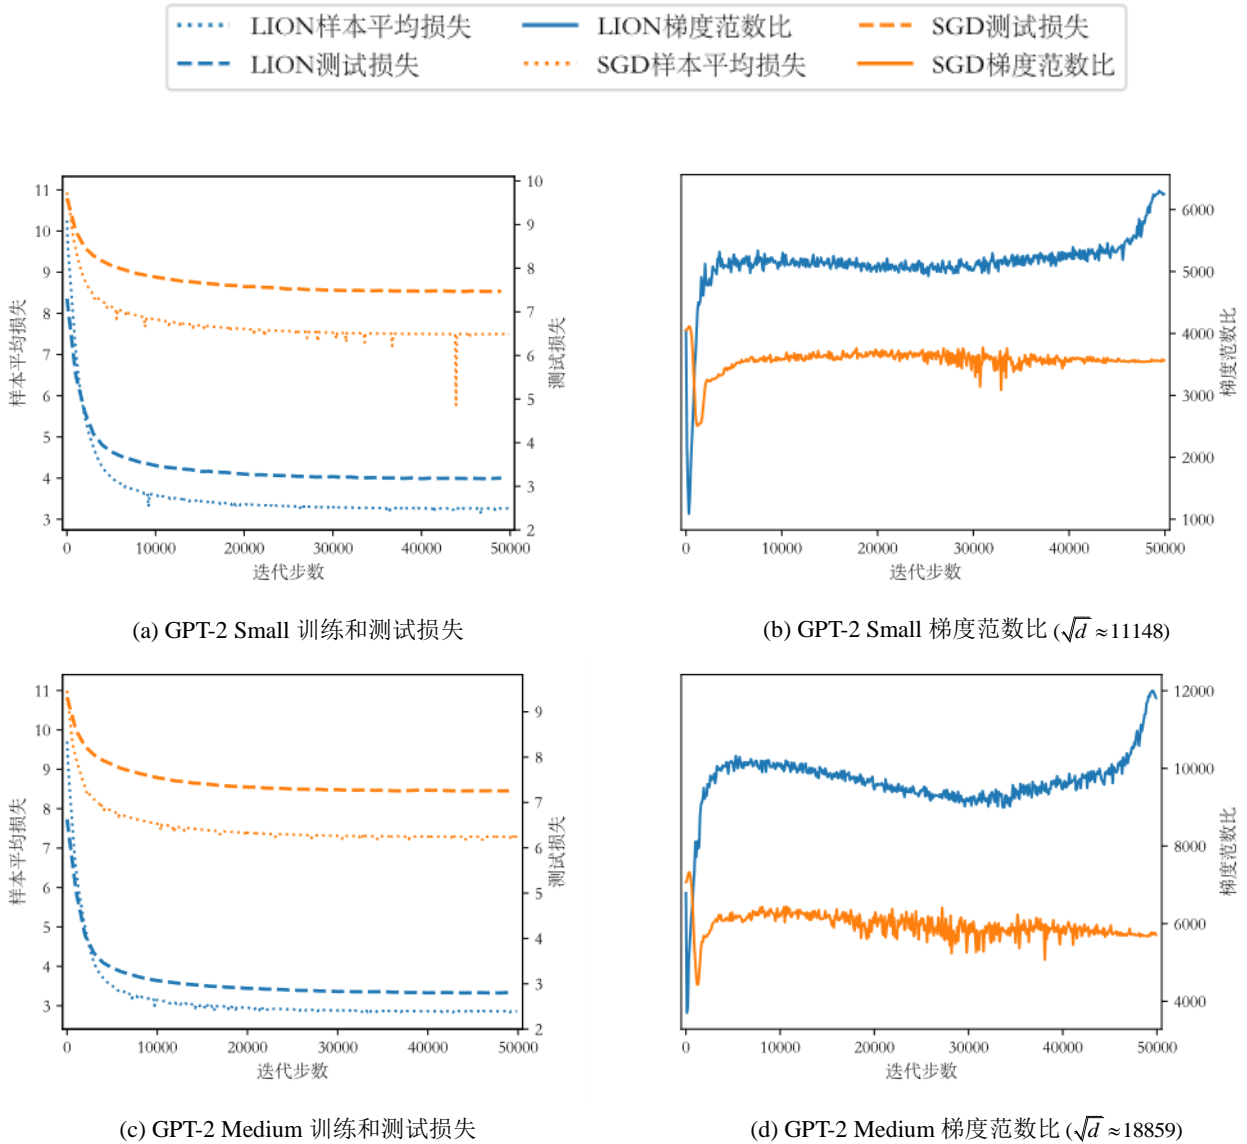 LION样本平均损失 LION梯度范数比 SGD测试损失
LION测试损失 SGD样本平均损失 SGD梯度范数比
样本平均损失
11
10
9
8
7
6
5
4
3
测试损失
10
9
8
7
6
5
4
3
2
0 10000 20000 30000 40000 50000
迭代步数
(a) GPT-2 Small 训练和测试损失
梯度范数比
6000
5000
4000
3000
2000
1000
0 10000 20000 30000 40000 50000
迭代步数
(b) GPT-2 Small 梯度范数比 (√d ≈11148)
样本平均损失
11
10
9
8
7
6
5
4
3
测试损失
9
8
7
6
5
4
3
2
0 10000 20000 30000 40000 50000
迭代步数
(c) GPT-2 Medium 训练和测试损失
梯度范数比
12000
10000
8000
6000
4000
0 10000 20000 30000 40000 50000
迭代步数
(d) GPT-2 Medium 梯度范数比 (√d ≈18859)